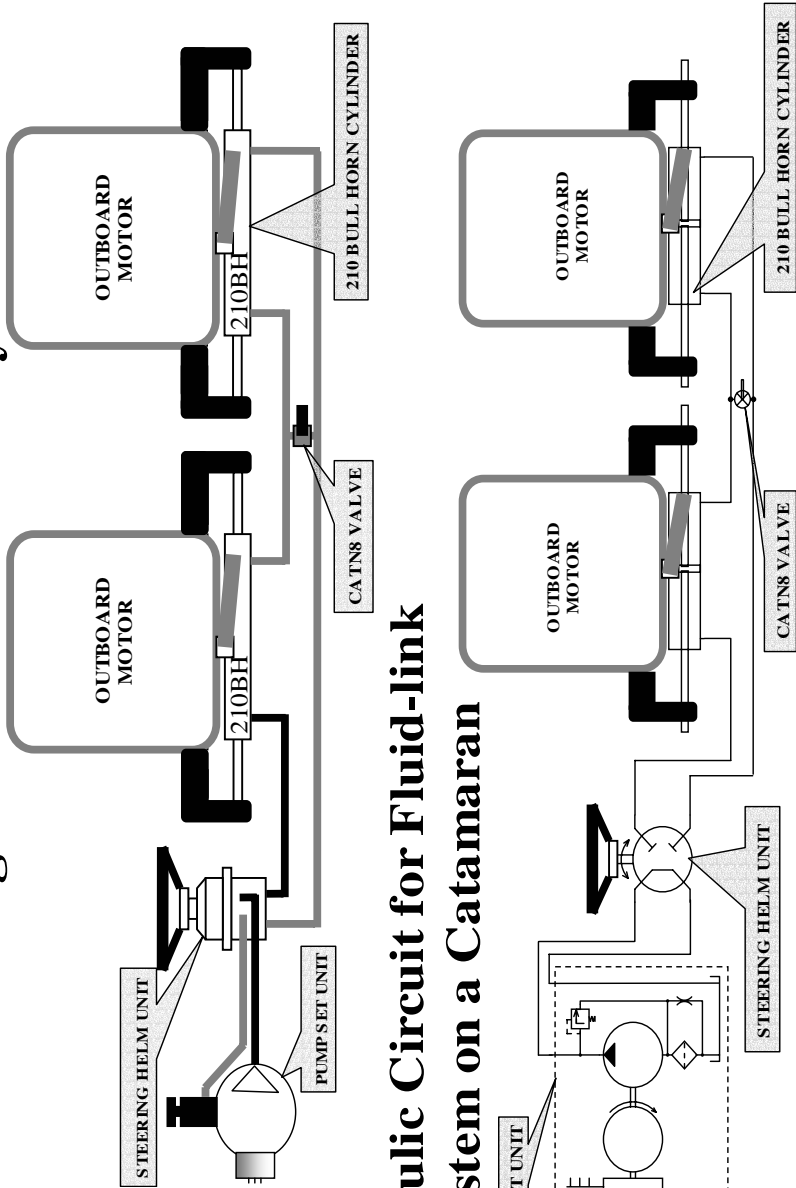 OUTBOARD
MOTOR
OUTBOARD
MOTOR
210BH
210BH
STEERING HELM UNIT
PUMP SET UNIT
CATN8 VALVE
210 BULL HORN CYLINDER
ulic Circuit for Fluid-link
stem on a Catamaran
OUTBOARD
MOTOR
OUTBOARD
MOTOR
T UNIT
STEERING HELM UNIT
CATN8 VALVE
210 BULL HORN CYLINDER